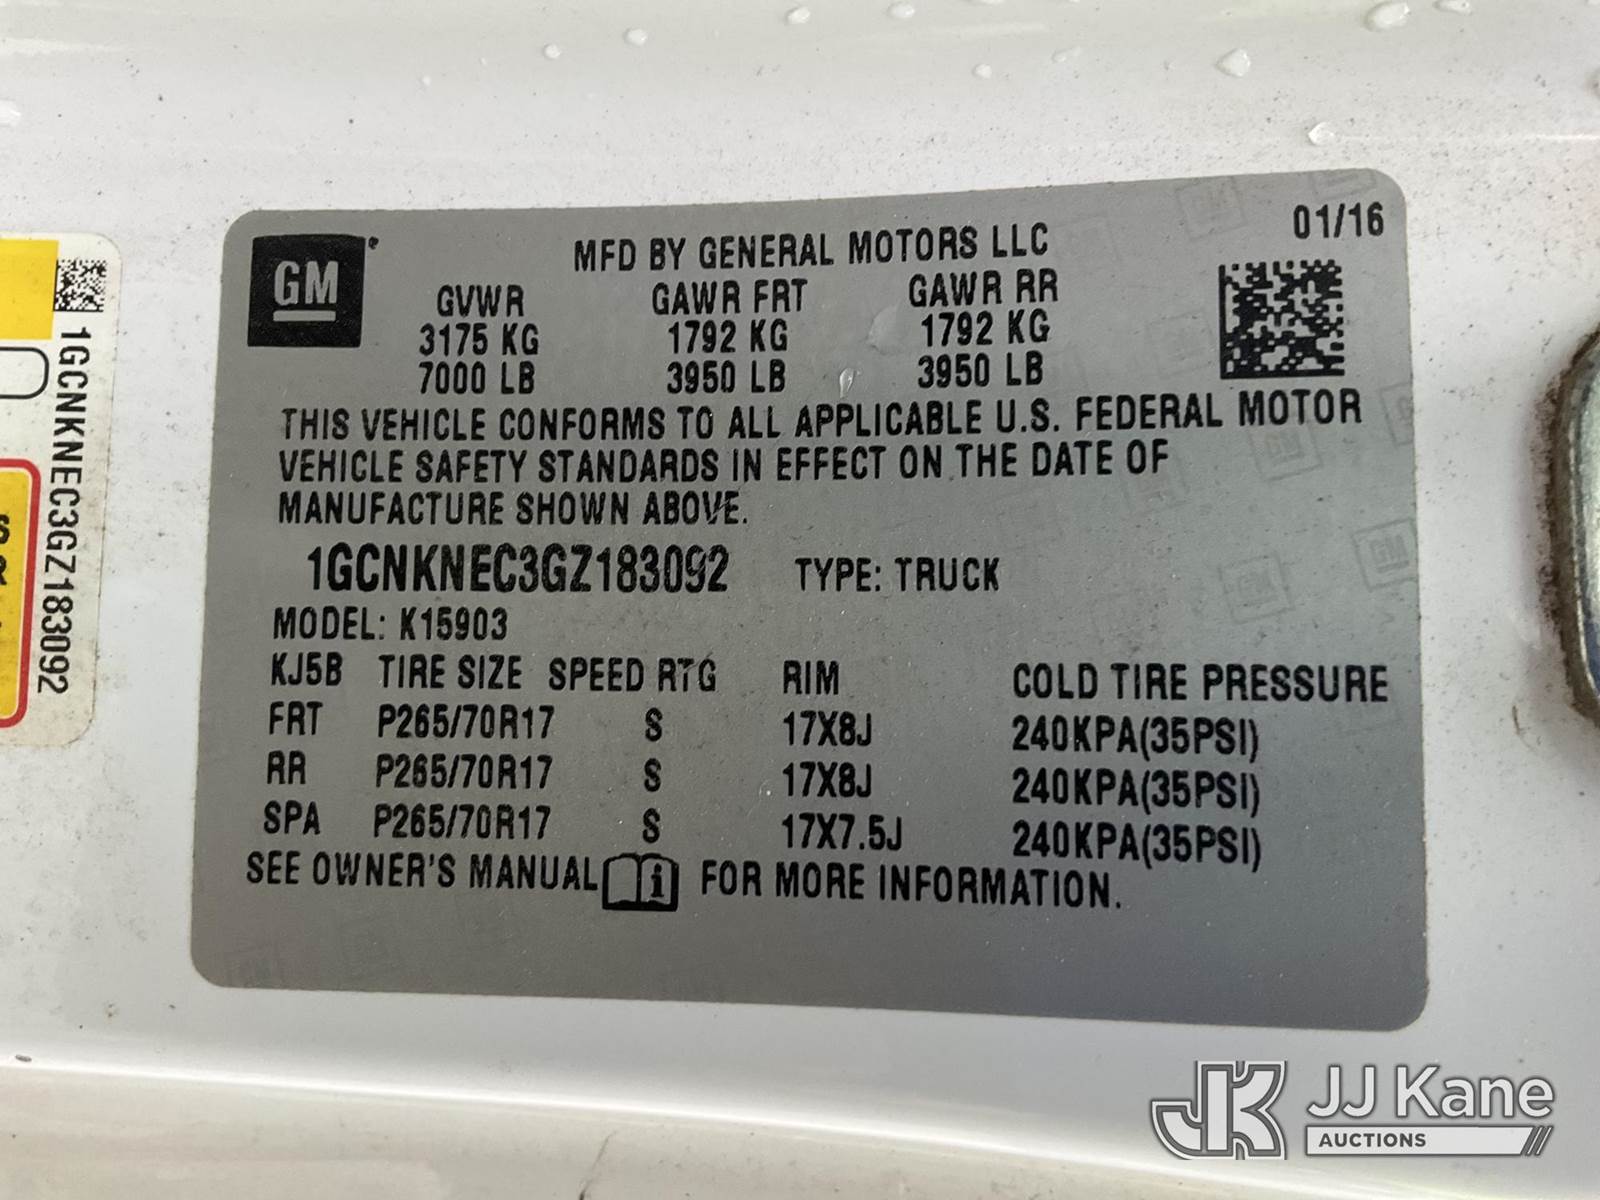 01/16
GM
MFD BY GENERAL MOTORS LLC
GVWR GAWR FRT GAWR RR
3175 KG 1792 KG 1792 KG
7000 LB 3950 LB 3950 LB
THIS VEHICLE CONFORMS TO ALL APPLICABLE U.S. FEDERAL MOTOR
VEHICLE SAFETY STANDARDS IN EFFECT ON THE DATE OF
MANUFACTURE SHOWN ABOVE.
1GCNKNEC3GZ183092 TYPE: TRUCK
MODEL: K15903
KJ5B TIRE SIZE SPEED RTG RIM COLD TIRE PRESSURE
FRT P265/70R17 S 17X8J 240KPA(35PSI)
RR P265/70R17 S 17X8J 240KPA(35PSI)
SPA P265/70R17 S 17X7.5J 240KPA(35PSI)
SEE OWNER'S MANUAL i FOR MORE INFORMATION.
1GCNKNEC3GZ183092
JK JJ Kane
AUCTIONS